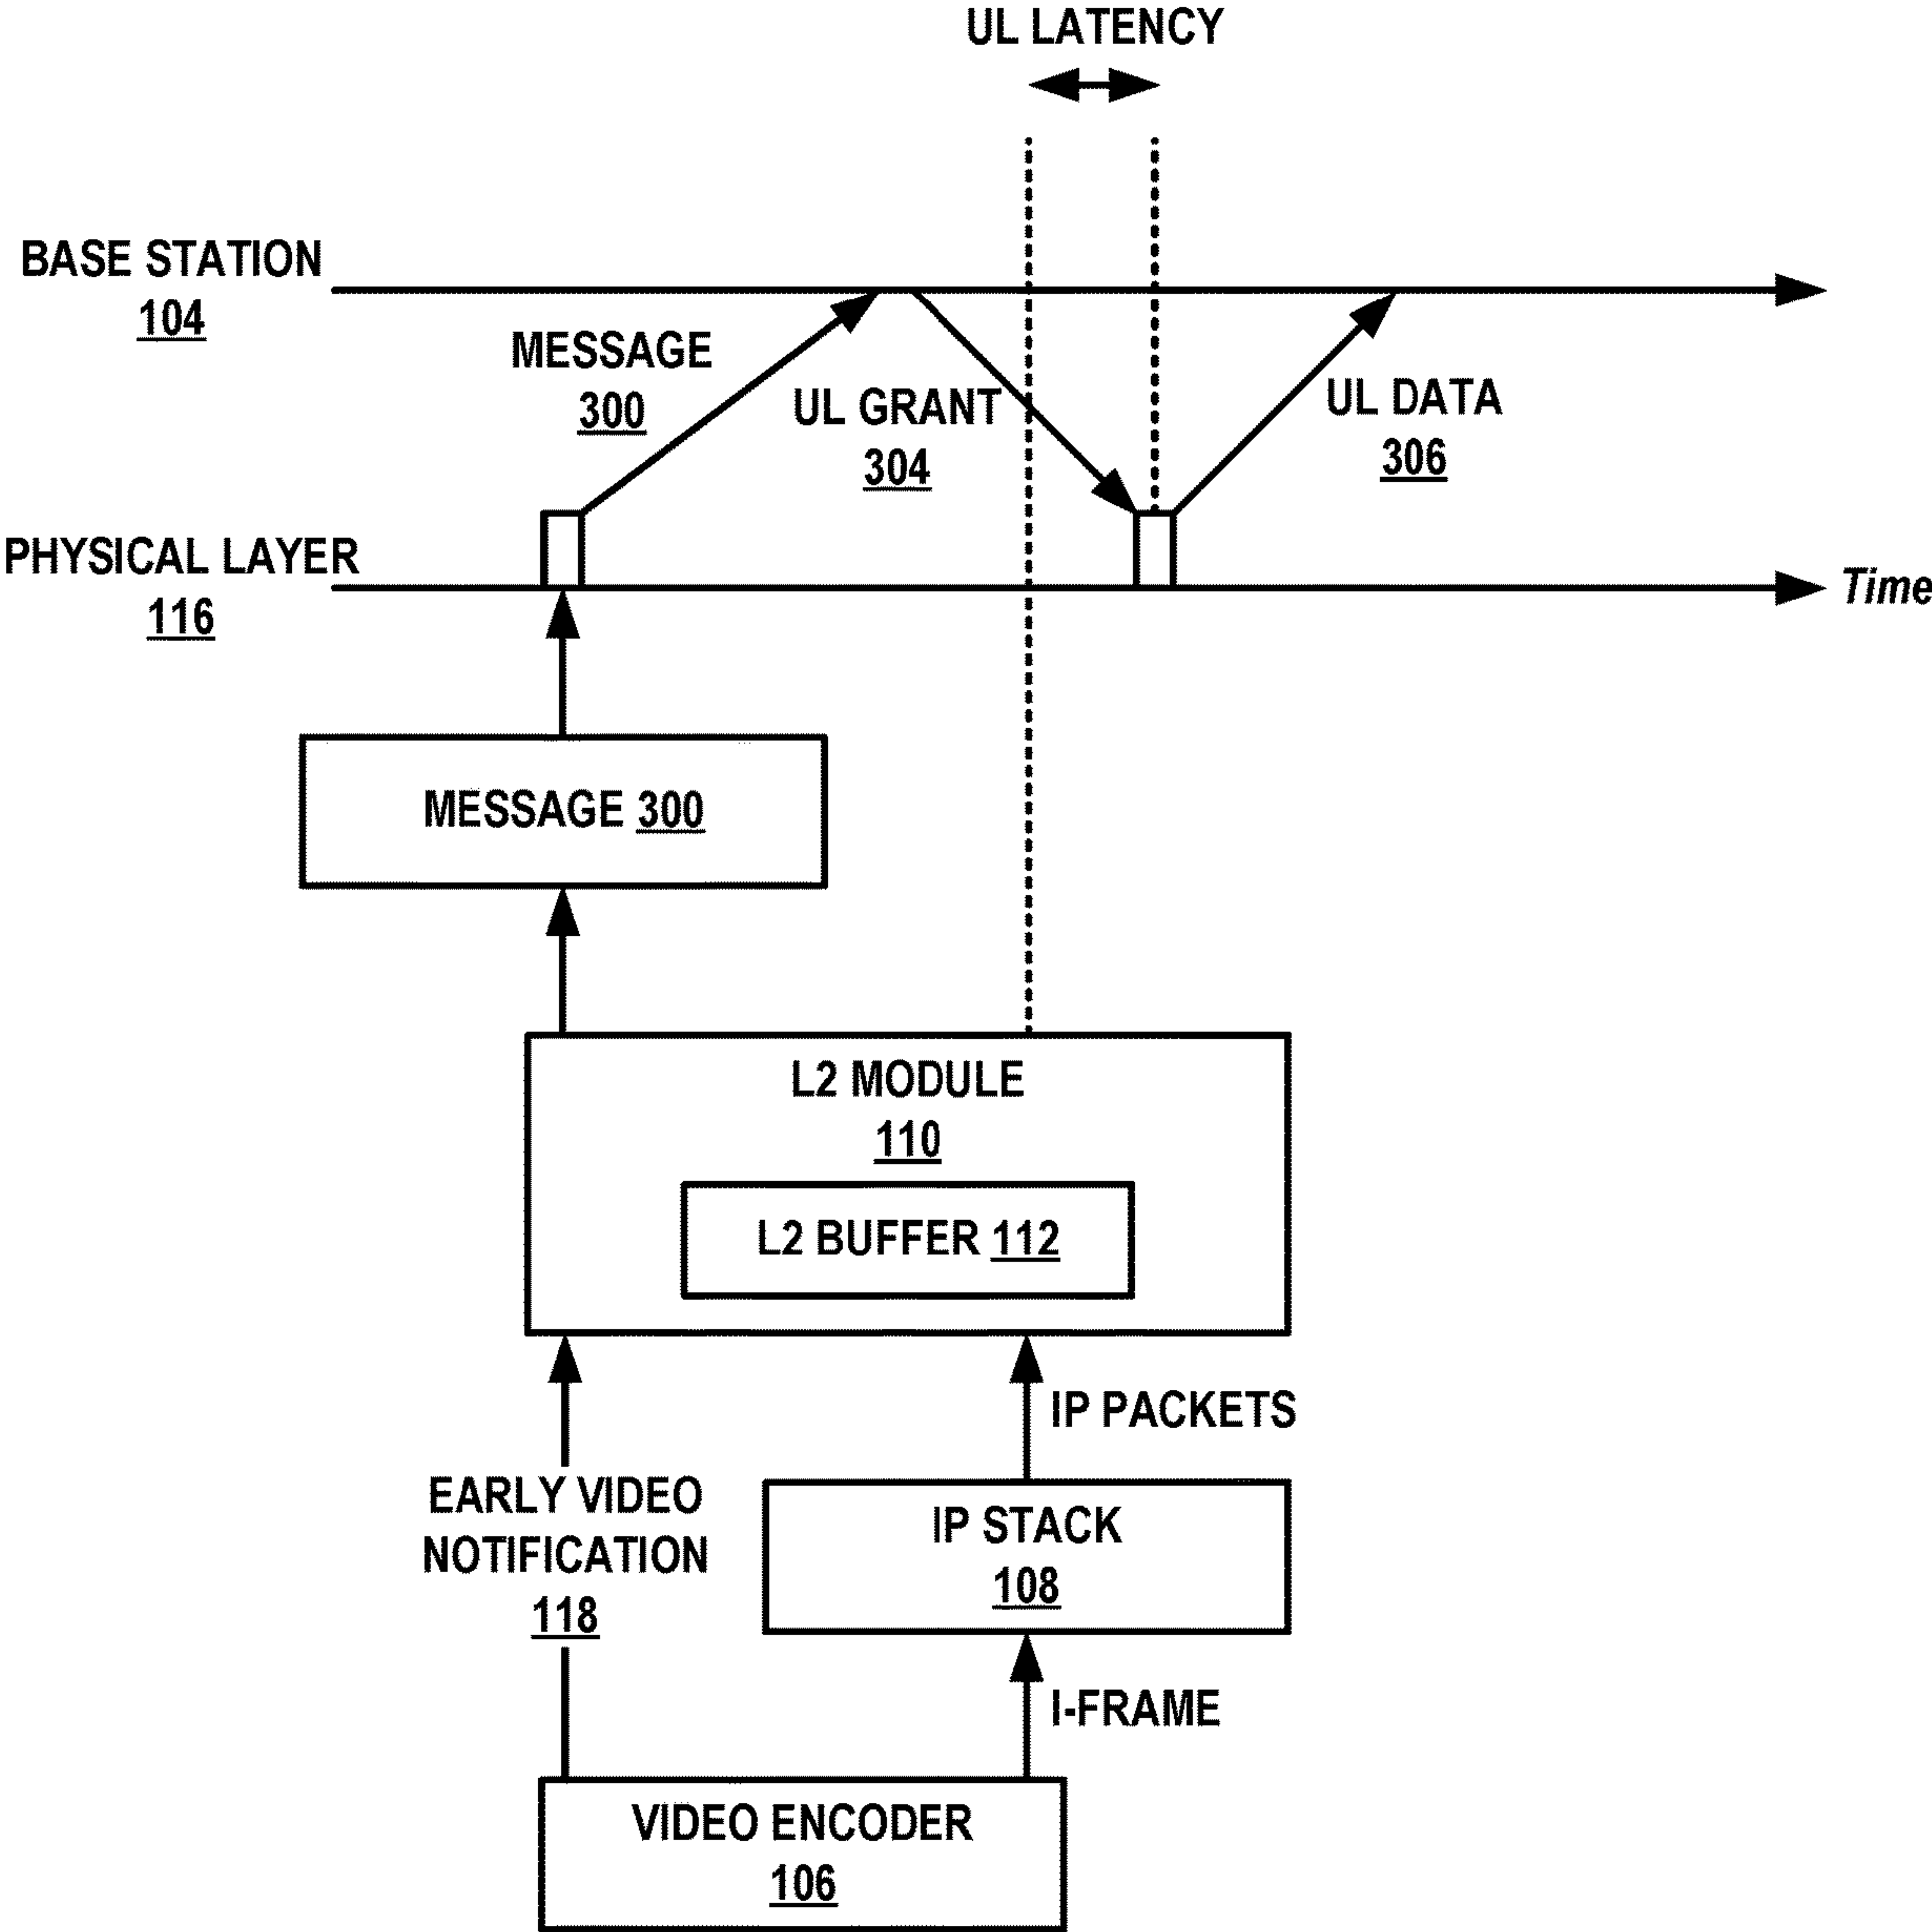 UL LATENCY
BASE STATION
104
MESSAGE
300
UL GRANT
304
UL DATA
306
PHYSICAL LAYER
116
Time
MESSAGE 300
L2 MODULE
110
L2 BUFFER 112
IP PACKETS
EARLY VIDEO
NOTIFICATION
118
IP STACK
108
I-FRAME
VIDEO ENCODER
106